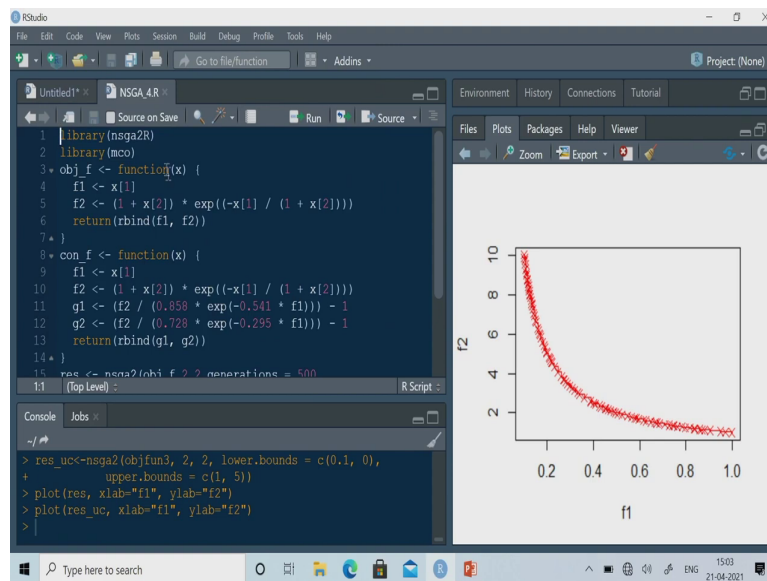 RStudio
File Edit Code View Plots Session Build Debug Profile Tools Help
Go to file/function Addins Project: (None)
Untitled1* NSGA_4.R
Source on Save Run Source
1 library(nsga2R)
2 library(mco)
3 obj_f <- function(x) {
4 f1 <- x[1]
5 f2 <- (1 + x[2]) * exp((-x[1] / (1 + x[2])))
6 return(rbind(f1, f2))
7 }
8 con_f <- function(x) {
9 f1 <- x[1]
10 f2 <- (1 + x[2]) * exp((-x[1] / (1 + x[2])))
11 g1 <- (f2 / (0.858 * exp(-0.541 * f1))) - 1
12 g2 <- (f2 / (0.728 * exp(-0.295 * f1))) - 1
13 return(rbind(g1, g2))
14 }
15 res <- nsga2(obj_f,2,2,generations = 500,
1:1 (Top Level) R Script
Console Jobs
~/
> res_uc<-nsga2(objfun3, 2, 2, lower.bounds = c(0.1, 0),
+ upper.bounds = c(1, 5))
> plot(res, xlab="f1", ylab="f2")
> plot(res_uc, xlab="f1", ylab="f2")
>
Environment History Connections Tutorial
Files Plots Packages Help Viewer
Zoom Export
10
8
6
4
2
f2
0.2 0.4 0.6 0.8 1.0
f1
Type here to search
ENG
15:03
21-04-2021